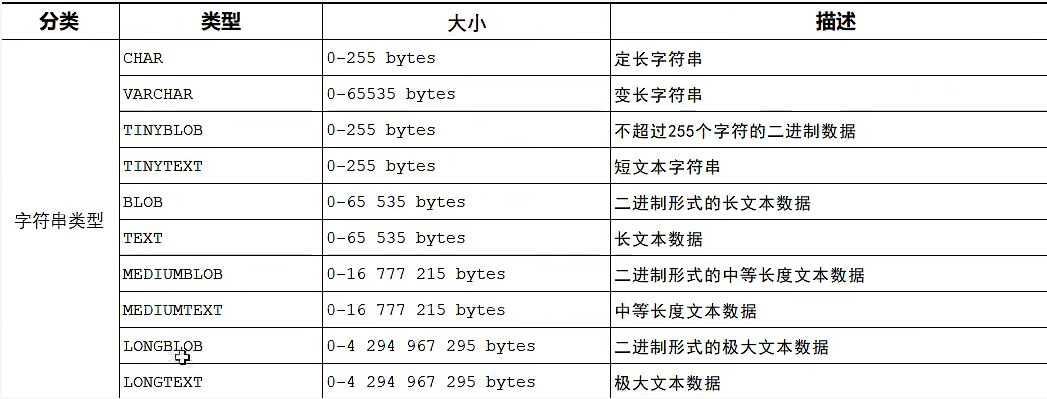 分类 类型 大小 描述
CHAR 0-255 bytes 定长字符串
VARCHAR 0-65535 bytes 变长字符串
TINYBLOB 0-255 bytes 不超过255个字符的二进制数据
TINYTEXT 0-255 bytes 短文本字符串
BLOB 0-65 535 bytes 二进制形式的长文本数据
字符串类型
TEXT 0-65 535 bytes 长文本数据
MEDIUMBLOB 0-16 777 215 bytes 二进制形式的中等长度文本数据
MEDIUMTEXT 0-16 777 215 bytes 中等长度文本数据
LONGBLOB 0-4 294 967 295 bytes 二进制形式的极大文本数据
LONGTEXT 0-4 294 967 295 bytes 极大文本数据